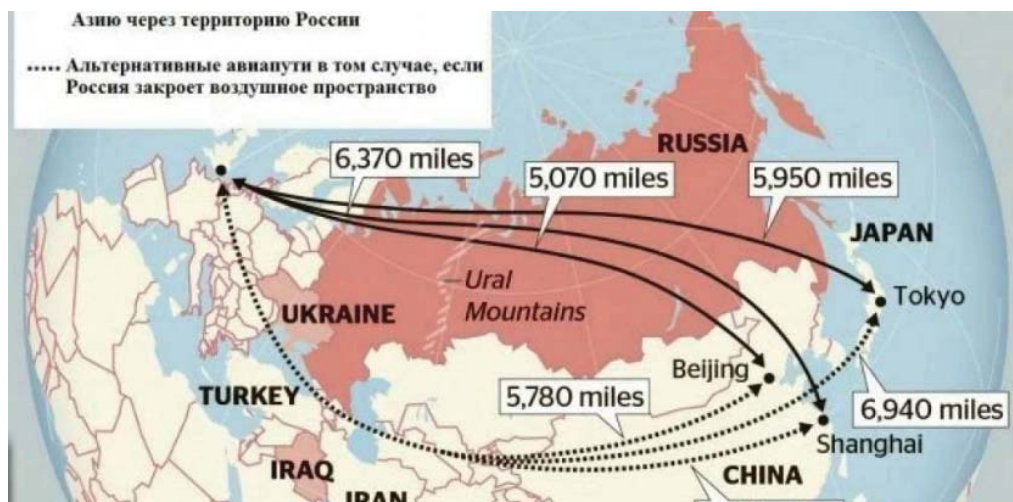 Азию через территорию России
..... Альтернативные авиапути в том случае, если
Россия закроет воздушное пространство
RUSSIA
6,370 miles
5,070 miles
5,950 miles
JAPAN
Ural
Mountains
Tokyo
UKRAINE
Beijing
TURKEY
5,780 miles
6,940 miles
Shanghai
IRAQ
CHINA
IRAN